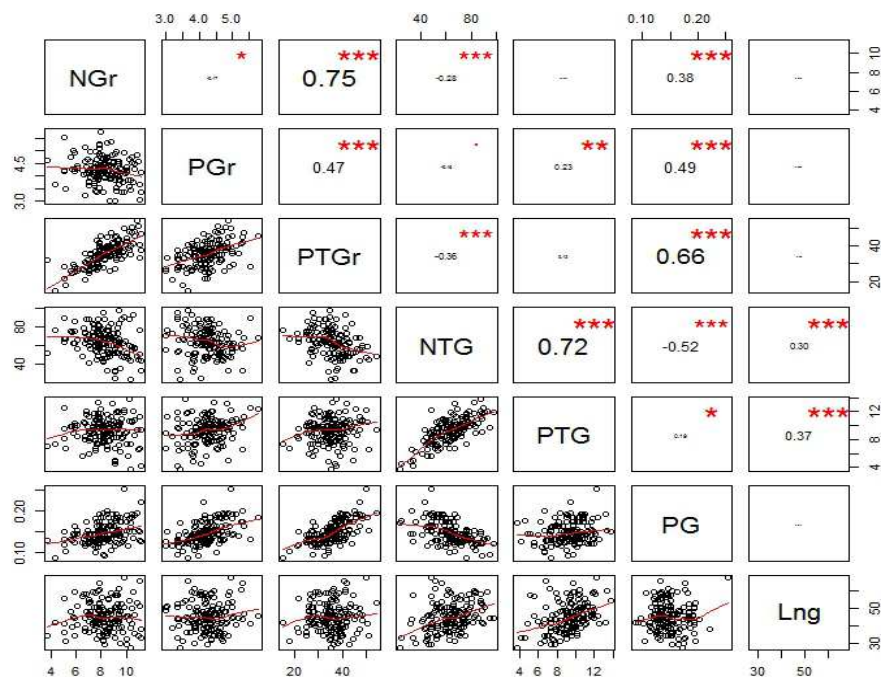 3.0 4.0 5.0 40 80 0.10 0.20
NGr * *** 0.75 *** -0.28 *** 0.38 4 6 8 10
3.0 4.5 PGr *** 0.47 ** 0.23 *** 0.49
PTGr *** -0.36 *** 0.66 20 40
40 80 NTG *** 0.72 *** -0.52 *** 0.30
PTG * *** 0.37 4 8 12
0.10 0.20 PG
Lng 30 50
4 6 8 10 20 40 4 6 8 12 30 50